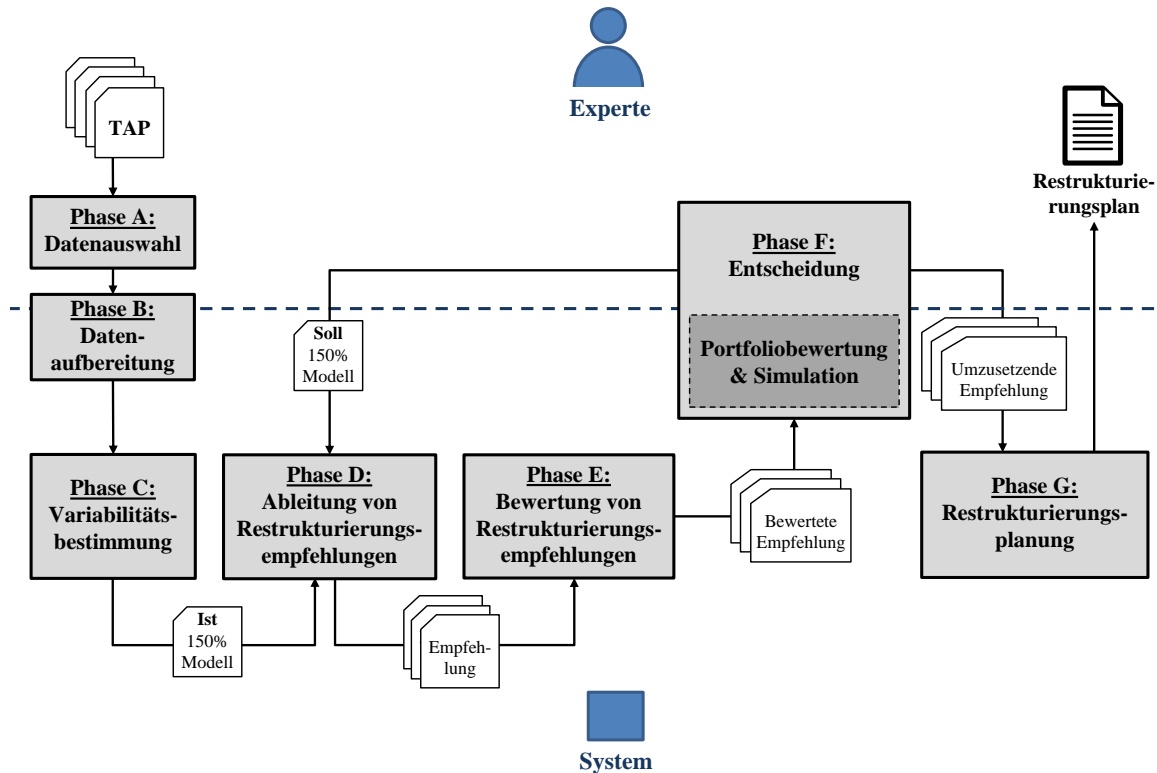 Experte
TAP
Phase A:
Datenauswahl
Phase B:
Daten-
aufbereitung
Phase C:
Variabilitäts-
bestimmung
Ist
150%
Modell
Soll
150%
Modell
Phase D:
Ableitung von
Restrukturierungs-
empfehlungen
Empfeh-
lung
Phase E:
Bewertung von
Restrukturierungs-
empfehlungen
Bewertete
Empfehlung
Phase F:
Entscheidung
Portfoliobewertung
& Simulation
Umzusetzende
Empfehlung
Phase G:
Restrukturierungs-
planung
Restrukturie-
rungsplan
System